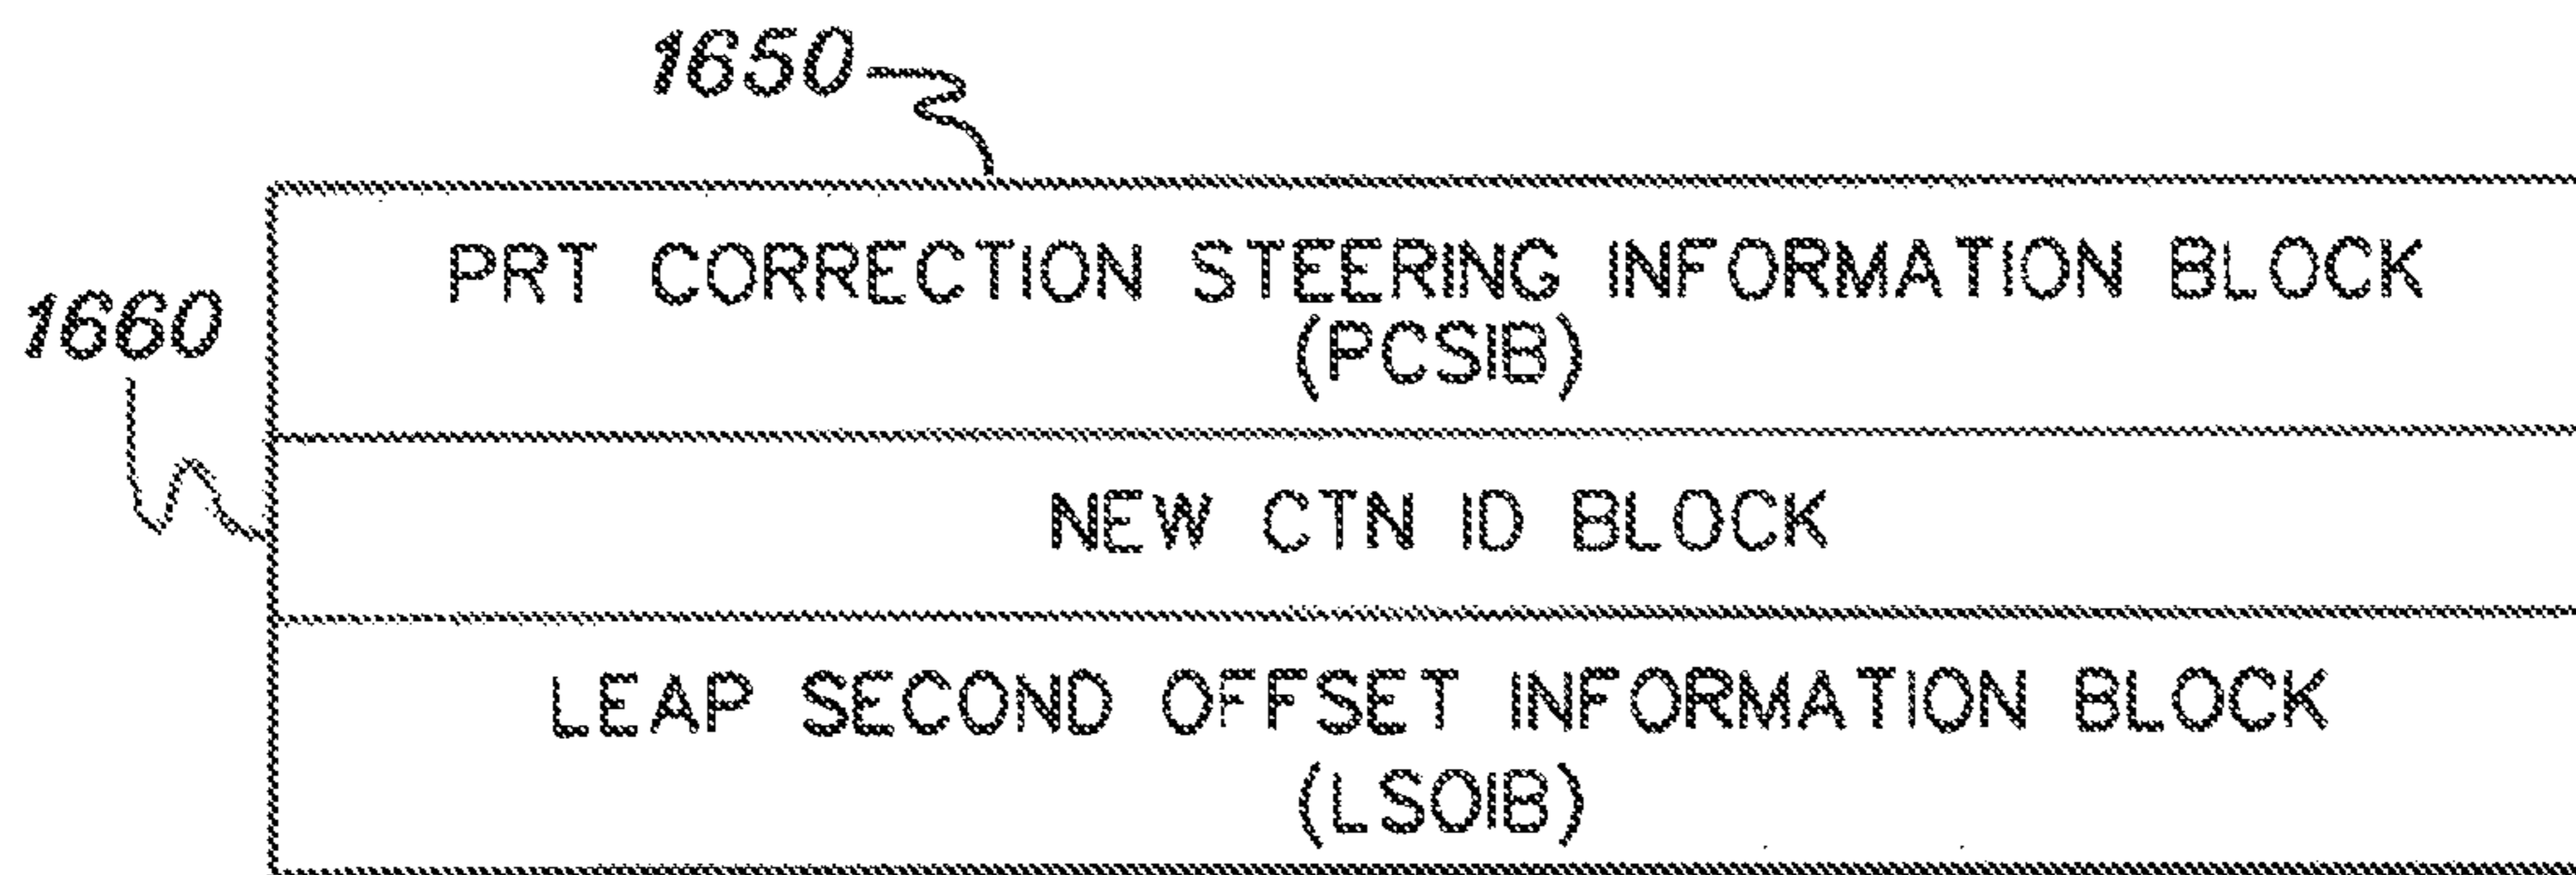 1650
PRT CORRECTION STEERING INFORMATION BLOCK
(PCSIB)
1660
NEW CTN ID BLOCK
LEAP SECOND OFFSET INFORMATION BLOCK
(LSOIB)